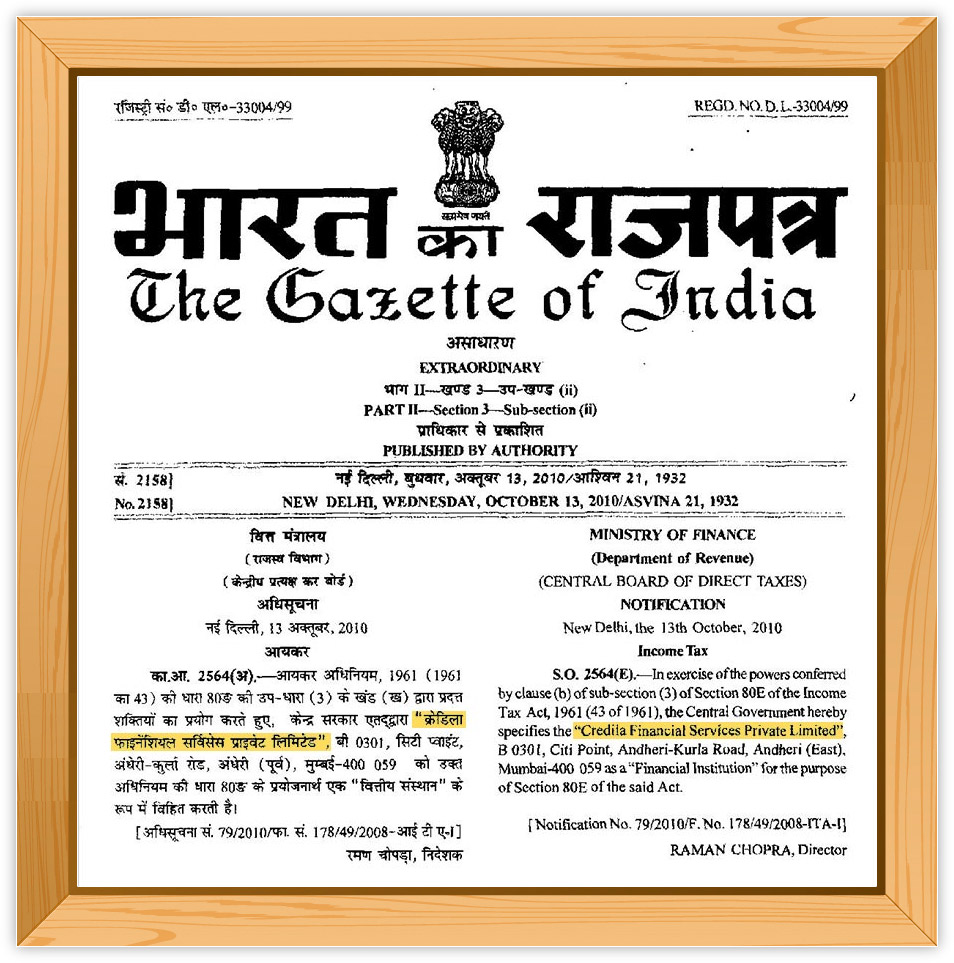 रजिस्ट्री सं० डी० एल०-33004/99
REGD. NO. D. L.-33004/99
सत्यमेव जयते
भारत का राजपत्र
The Gazette of India
असाधारण
EXTRAORDINARY
भाग II—खण्ड 3—उप-खण्ड (ii)
PART II—Section 3—Sub-section (ii)
प्राधिकार से प्रकाशित
PUBLISHED BY AUTHORITY
सं. 2158]
नई दिल्ली, बुधवार, अक्तूबर 13, 2010/आश्विन 21, 1932
No. 2158]
NEW DELHI, WEDNESDAY, OCTOBER 13, 2010/ASVINA 21, 1932
वित्त मंत्रालय
(राजस्व विभाग)
(केन्द्रीय प्रत्यक्ष कर बोर्ड)
अधिसूचना
नई दिल्ली, 13 अक्तूबर, 2010
आयकर
का.आ. 2564(अ).—आयकर अधिनियम, 1961 (1961
का 43) की धारा 80ङ की उप-धारा (3) के खंड (ख) द्वारा प्रदत्त
शक्तियों का प्रयोग करते हुए, केन्द्र सरकार एतद्द्वारा "क्रेडिला
फाइनेंशियल सर्विसेस प्राइवेट लिमिटेड", बी 0301, सिटी प्वाइंट,
अंधेरी-कुर्ला रोड, अंधेरी (पूर्व), मुम्बई-400 059 को उक्त
अधिनियम की धारा 80ङ के प्रयोजनार्थ एक "वित्तीय संस्थान" के
रूप में विहित करती है।
[अधिसूचना सं. 79/2010/फा. सं. 178/49/2008-आई टी ए-I]
रमण चोपड़ा, निदेशक
MINISTRY OF FINANCE
(Department of Revenue)
(CENTRAL BOARD OF DIRECT TAXES)
NOTIFICATION
New Delhi, the 13th October, 2010
Income Tax
S.O. 2564(E).—In exercise of the powers conferred
by clause (b) of sub-section (3) of Section 80E of the Income
Tax Act, 1961 (43 of 1961), the Central Government hereby
specifies the "Credila Financial Services Private Limited",
B 0301, Citi Point, Andheri-Kurla Road, Andheri (East),
Mumbai-400 059 as a "Financial Institution" for the purpose
of Section 80E of the said Act.
[Notification No. 79/2010/F. No. 178/49/2008-ITA-I]
RAMAN CHOPRA, Director